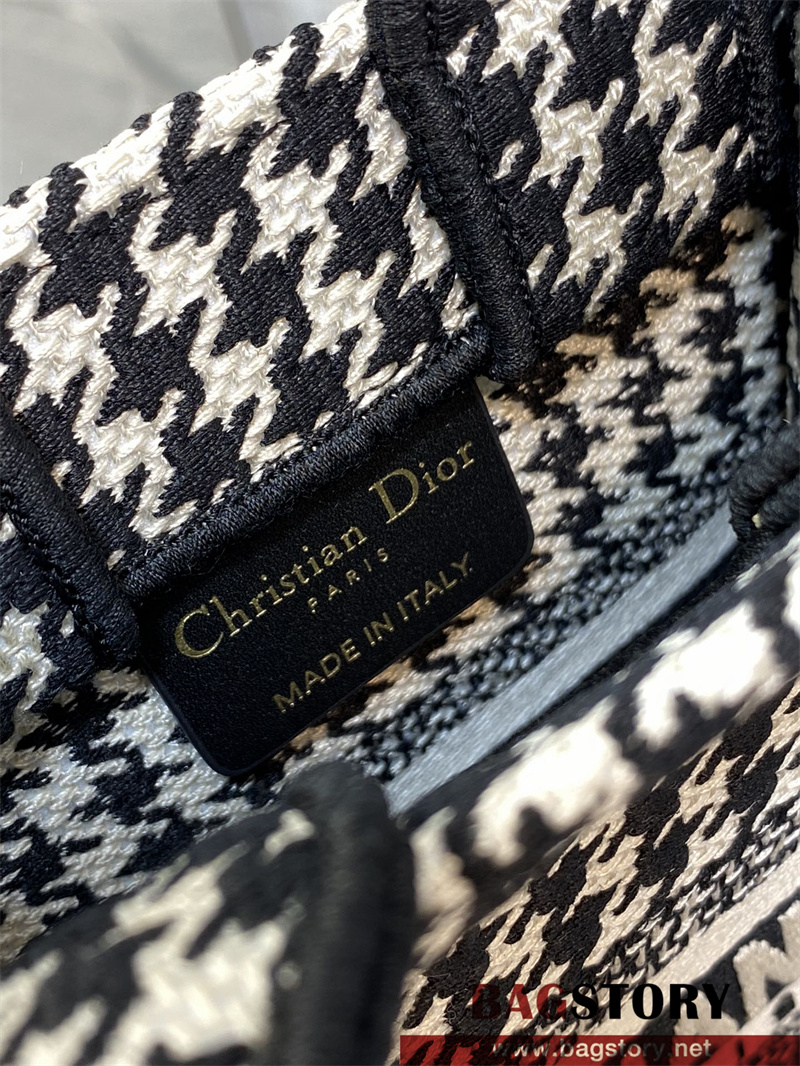 Christian Dior
PARIS
MADE IN ITALY
BAGSTORY
www.bagstory.net